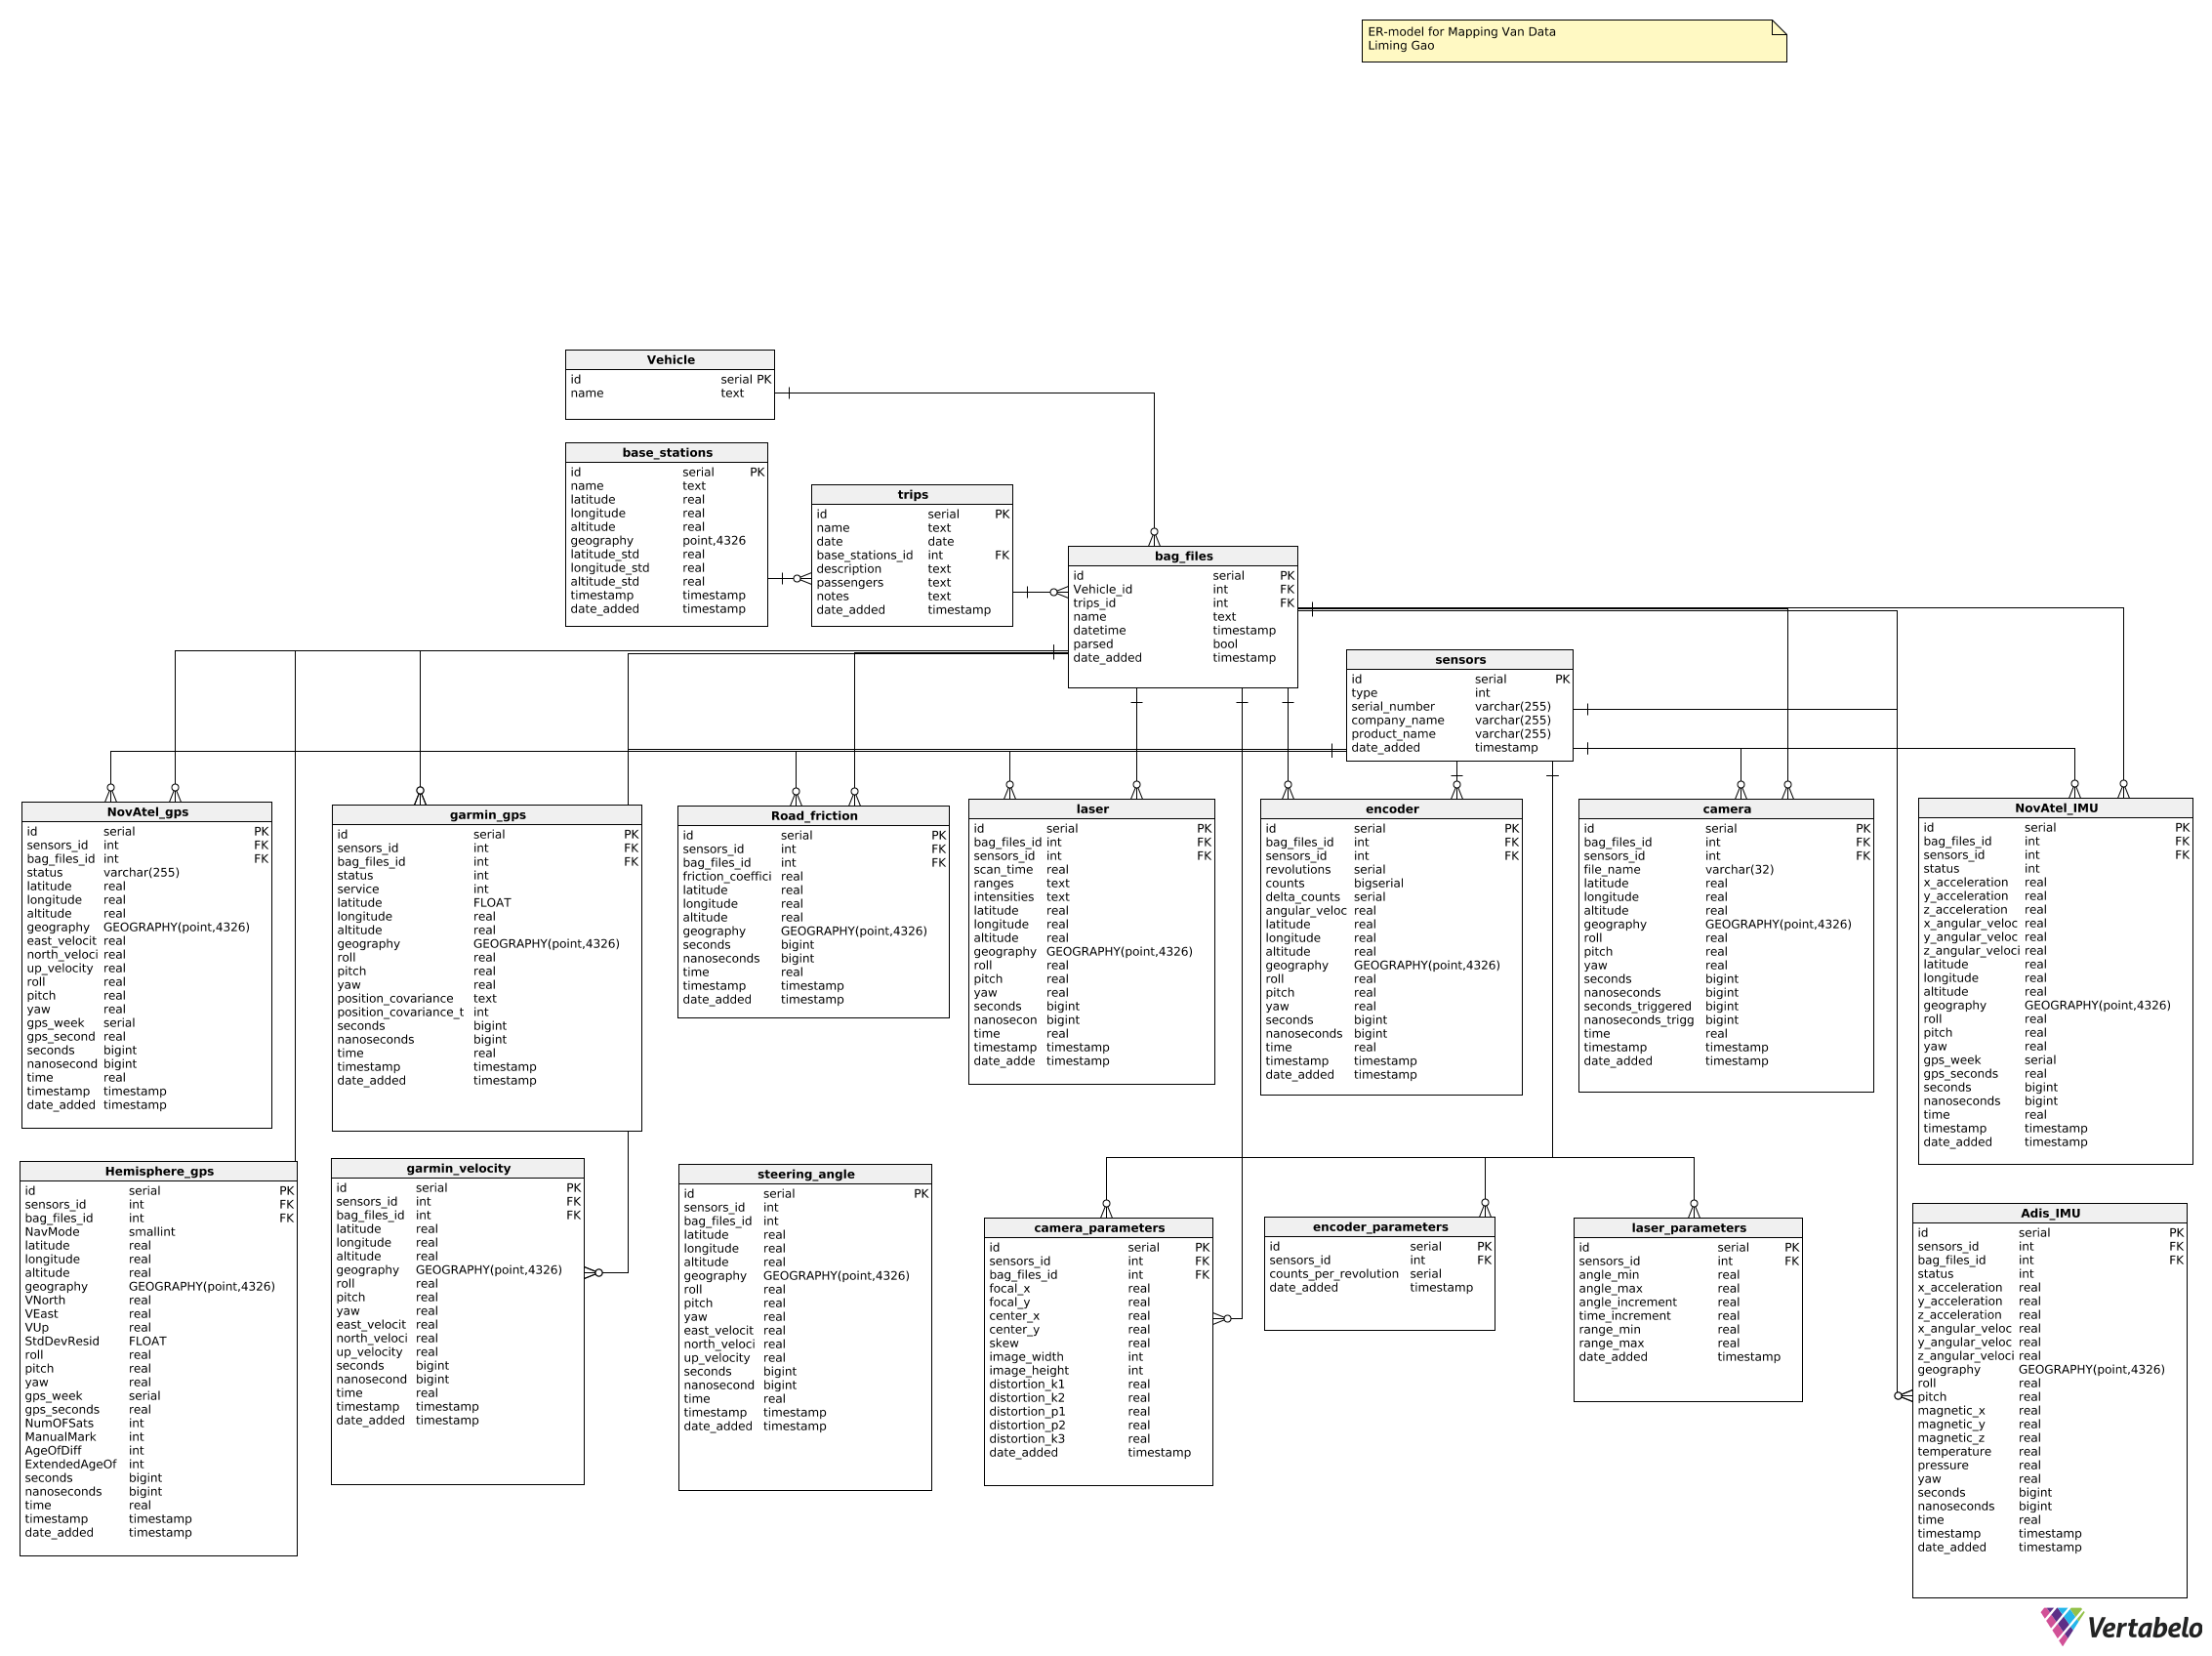 ER-model for Mapping Van Data
Liming Gao
Vehicle
id serial PK
name text
base_stations
id serial PK
name text
latitude real
longitude real
altitude real
geography point,4326
latitude_std real
longitude_std real
altitude_std real
timestamp timestamp
date_added timestamp
trips
id serial PK
name text
date date
base_stations_id int FK
description text
passengers text
notes text
date_added timestamp
bag_files
id serial PK
Vehicle_id int FK
trips_id int FK
name text
datetime timestamp
parsed bool
date_added timestamp
sensors
id serial PK
type int
serial_number varchar(255)
company_name varchar(255)
product_name varchar(255)
date_added timestamp
NovAtel_gps
id serial PK
sensors_id int FK
bag_files_id int FK
status varchar(255)
latitude real
longitude real
altitude real
geography GEOGRAPHY(point,4326)
east_velocit real
north_veloci real
up_velocity real
roll real
pitch real
yaw real
gps_week serial
gps_second real
seconds bigint
nanosecond bigint
time real
timestamp timestamp
date_added timestamp
garmin_gps
id serial PK
sensors_id int FK
bag_files_id int FK
status int
service int
latitude FLOAT
longitude real
altitude real
geography GEOGRAPHY(point,4326)
roll real
pitch real
yaw real
position_covariance text
position_covariance_t int
seconds bigint
nanoseconds bigint
time real
timestamp timestamp
date_added timestamp
Road_friction
id serial PK
sensors_id int FK
bag_files_id int FK
friction_coeffici real
latitude real
longitude real
altitude real
geography GEOGRAPHY(point,4326)
seconds bigint
nanoseconds bigint
time real
timestamp timestamp
date_added timestamp
laser
id serial PK
bag_files_id int FK
sensors_id int FK
scan_time real
ranges text
intensities text
latitude real
longitude real
altitude real
geography GEOGRAPHY(point,4326)
roll real
pitch real
yaw real
seconds bigint
nanosecon bigint
time real
timestamp timestamp
date_adde timestamp
encoder
id serial PK
bag_files_id int FK
sensors_id int FK
revolutions serial
counts bigserial
delta_counts serial
angular_veloc real
latitude real
longitude real
altitude real
geography GEOGRAPHY(point,4326)
roll real
pitch real
yaw real
seconds bigint
nanoseconds bigint
time real
timestamp timestamp
date_added timestamp
camera
id serial PK
bag_files_id int FK
sensors_id int FK
file_name varchar(32)
latitude real
longitude real
altitude real
geography GEOGRAPHY(point,4326)
roll real
pitch real
yaw real
seconds bigint
nanoseconds bigint
seconds_triggered bigint
nanoseconds_trigg bigint
time real
timestamp timestamp
date_added timestamp
NovAtel_IMU
id serial PK
bag_files_id int FK
sensors_id int FK
status int
x_acceleration real
y_acceleration real
z_acceleration real
x_angular_veloc real
y_angular_veloc real
z_angular_veloci real
latitude real
longitude real
altitude real
geography GEOGRAPHY(point,4326)
roll real
pitch real
yaw real
gps_week serial
gps_seconds real
seconds bigint
nanoseconds bigint
time real
timestamp timestamp
date_added timestamp
Hemisphere_gps
id serial PK
sensors_id int FK
bag_files_id int FK
NavMode smallint
latitude real
longitude real
altitude real
geography GEOGRAPHY(point,4326)
VNorth real
VEast real
VUp real
StdDevResid FLOAT
roll real
pitch real
yaw real
gps_week serial
gps_seconds real
NumOFSats int
ManualMark int
AgeOfDiff int
ExtendedAgeOf int
seconds bigint
nanoseconds bigint
time real
timestamp timestamp
date_added timestamp
garmin_velocity
id serial PK
sensors_id int FK
bag_files_id int FK
latitude real
longitude real
altitude real
geography GEOGRAPHY(point,4326)
roll real
pitch real
yaw real
east_velocit real
north_veloci real
up_velocity real
seconds bigint
nanosecond bigint
time real
timestamp timestamp
date_added timestamp
steering_angle
id serial PK
sensors_id int
bag_files_id int
latitude real
longitude real
altitude real
geography GEOGRAPHY(point,4326)
roll real
pitch real
yaw real
east_velocit real
north_veloci real
up_velocity real
seconds bigint
nanosecond bigint
time real
timestamp timestamp
date_added timestamp
camera_parameters
id serial PK
sensors_id int FK
bag_files_id int FK
focal_x real
focal_y real
center_x real
center_y real
skew real
image_width int
image_height int
distortion_k1 real
distortion_k2 real
distortion_p1 real
distortion_p2 real
distortion_k3 real
date_added timestamp
encoder_parameters
id serial PK
sensors_id int FK
counts_per_revolution serial
date_added timestamp
laser_parameters
id serial PK
sensors_id int FK
angle_min real
angle_max real
angle_increment real
time_increment real
range_min real
range_max real
date_added timestamp
Adis_IMU
id serial PK
sensors_id int FK
bag_files_id int FK
status int
x_acceleration real
y_acceleration real
z_acceleration real
x_angular_veloc real
y_angular_veloc real
z_angular_veloci real
geography GEOGRAPHY(point,4326)
roll real
pitch real
magnetic_x real
magnetic_y real
magnetic_z real
temperature real
pressure real
yaw real
seconds bigint
nanoseconds bigint
time real
timestamp timestamp
date_added timestamp
Vertabelo